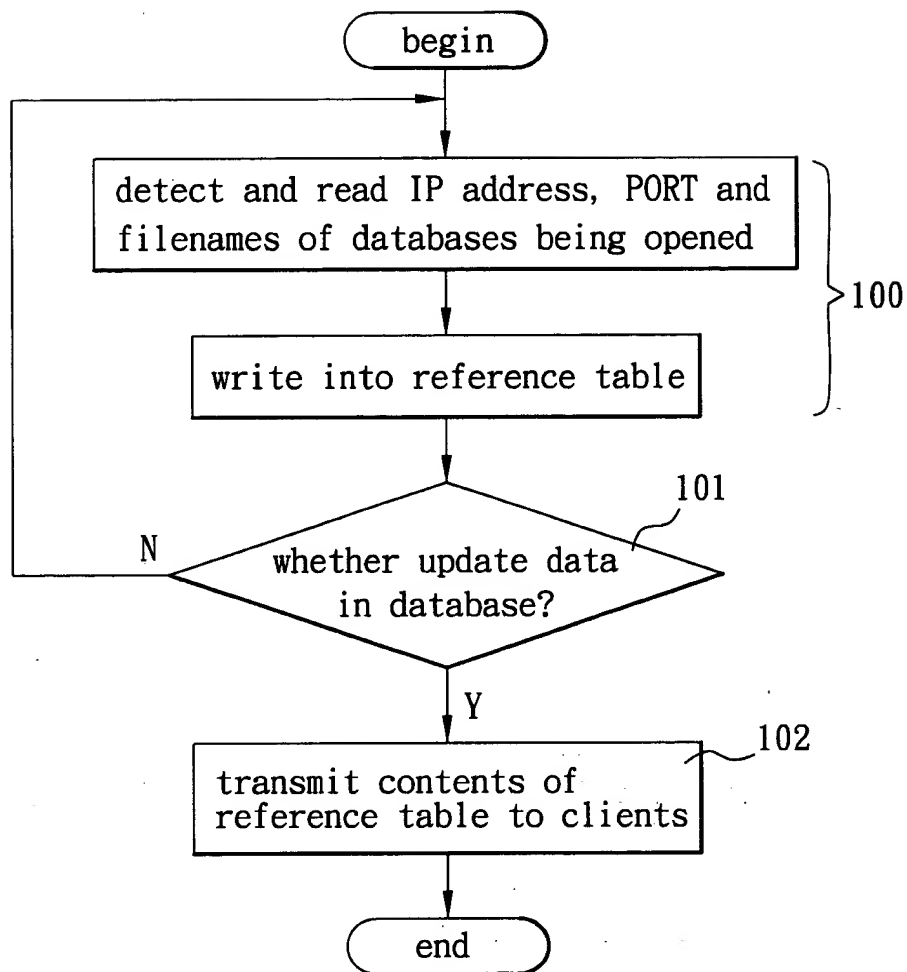 begin
detect and read IP address, PORT and
filenames of databases being opened
100
write into reference table
101
N
whether update data
in database?
Y
102
transmit contents of
reference table to clients
end